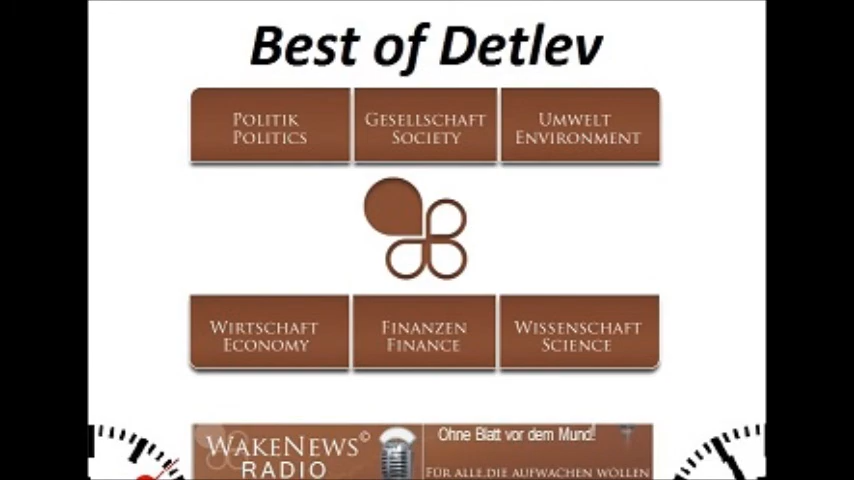 Best of Detlev
POLITIK
POLITICS
GESELLSCHAFT
SOCIETY
UMWELT
ENVIRONMENT
WIRTSCHAFT
ECONOMY
FINANZEN
FINANCE
WISSENSCHAFT
SCIENCE
WAKENEWS©
RADIO
Ohne Blatt vor dem Mund!
FÜR ALLE,DIE AUFWACHEN WOLLEN